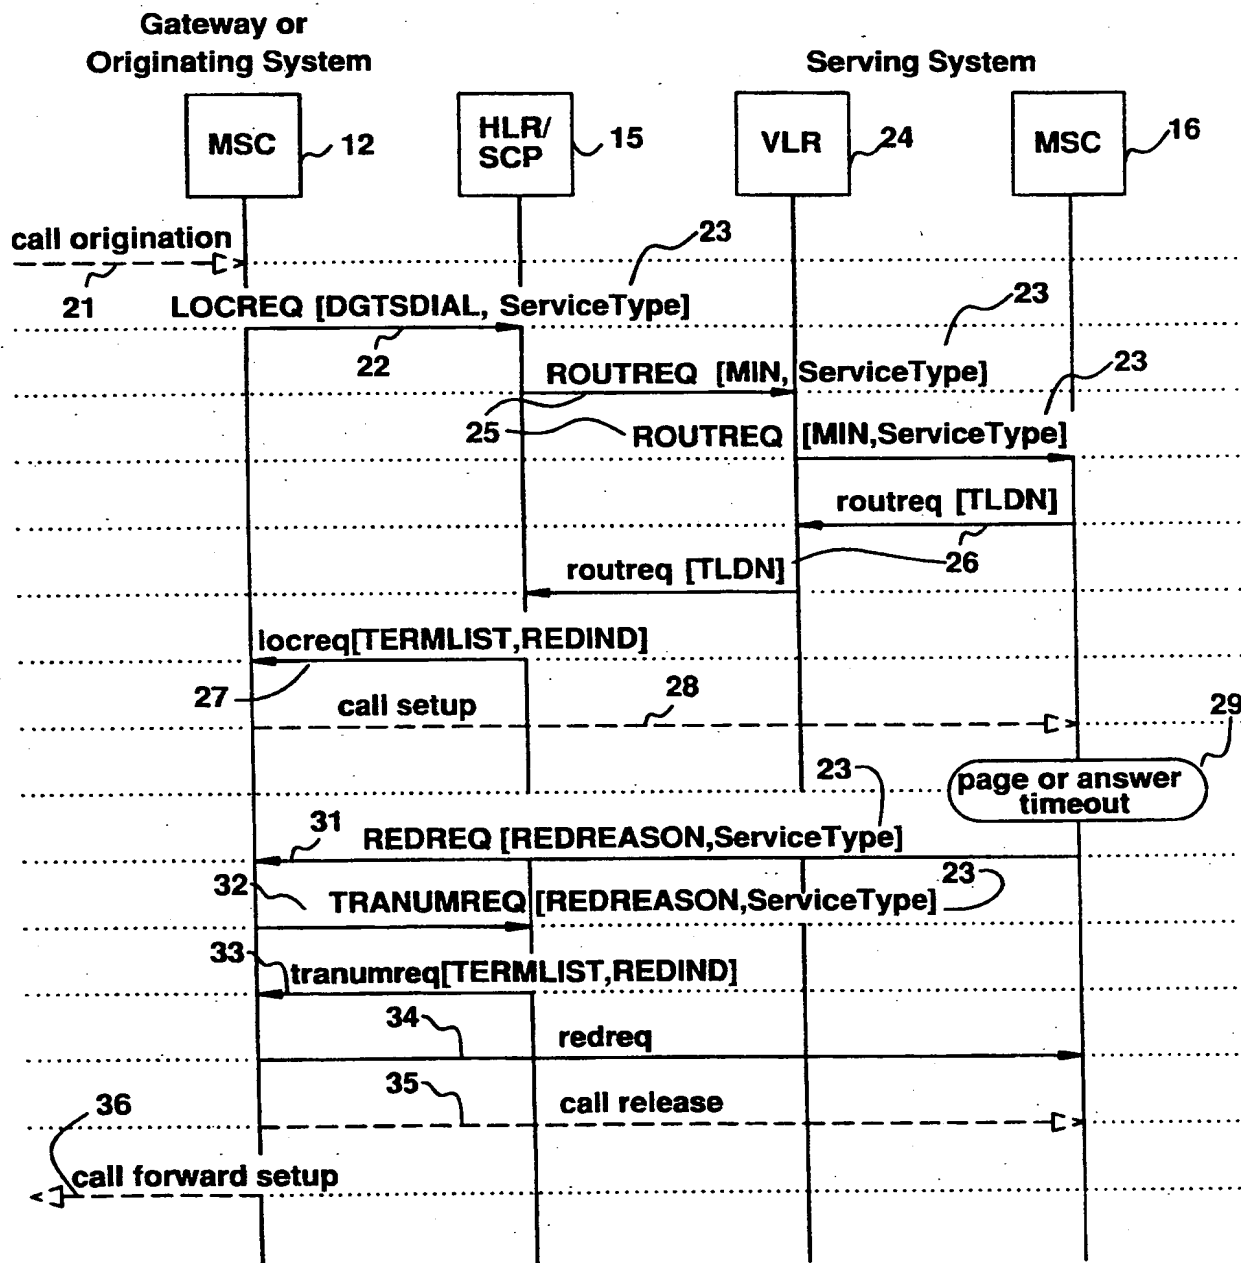 Gateway or
Originating System
Serving System
MSC
12
HLR/
SCP
15
VLR
24
MSC
16
call origination
21
23
LOCREQ [DGTSDIAL, ServiceType]
22
23
ROUTREQ [MIN, ServiceType]
23
25
ROUTREQ [MIN,ServiceType]
routreq [TLDN]
26
routreq [TLDN]
locreq[TERMLIST,REDIND]
27
call setup
28
29
page or answer
timeout
23
31
REDREQ [REDREASON,ServiceType]
32
23
TRANUMREQ [REDREASON,ServiceType]
33
tranumreq[TERMLIST,REDIND]
34
redreq
35
call release
36
call forward setup